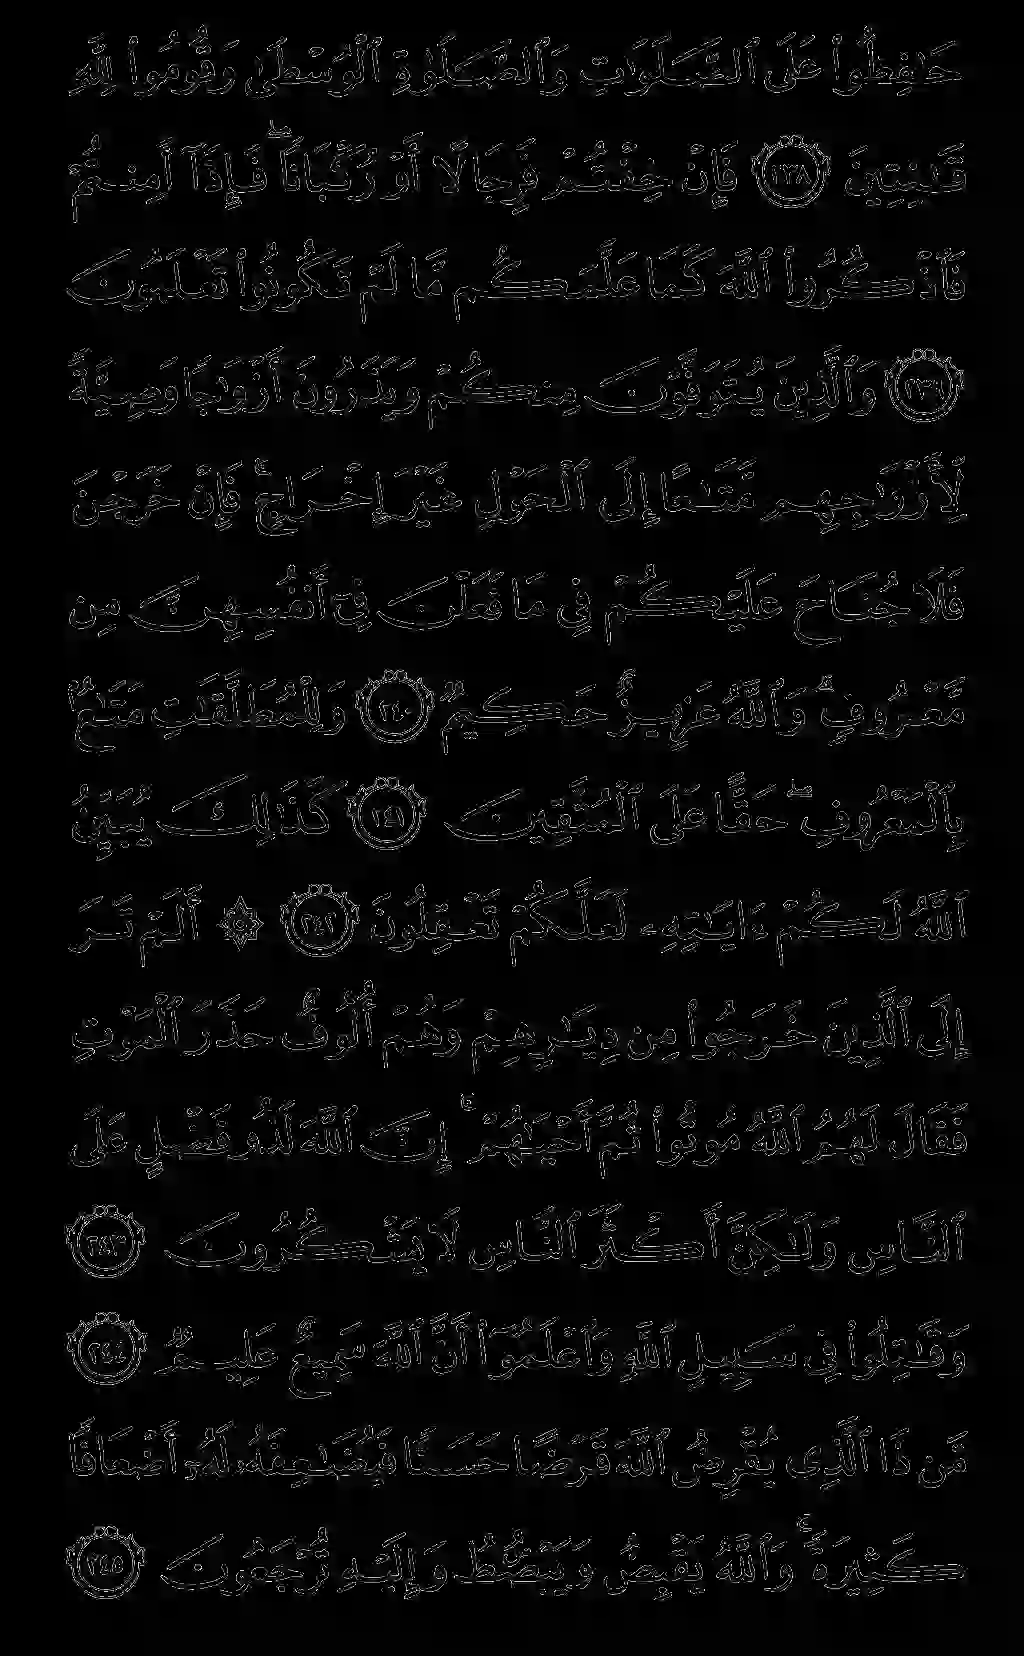 حَـٰفِظُوا۟ عَلَى ٱلصَّلَوَٰتِ وَٱلصَّلَوٰةِ ٱلْوُسْطَىٰ وَقُومُوا۟ لِلَّهِ
قَـٰنِتِينَ ٢٣٨ فَإِنْ خِفْتُمْ فَرِجَالًا أَوْ رُكْبَانًا ۖ فَإِذَآ أَمِنتُمْ
فَٱذْكُرُوا۟ ٱللَّهَ كَمَا عَلَّمَكُم مَّا لَمْ تَكُونُوا۟ تَعْلَمُونَ
٢٣٩ وَٱلَّذِينَ يُتَوَفَّوْنَ مِنكُمْ وَيَذَرُونَ أَزْوَٰجًا وَصِيَّةً
لِّأَزْوَٰجِهِم مَّتَـٰعًا إِلَى ٱلْحَوْلِ غَيْرَ إِخْرَاجٍ ۚ فَإِنْ خَرَجْنَ
فَلَا جُنَاحَ عَلَيْكُمْ فِى مَا فَعَلْنَ فِىٓ أَنفُسِهِنَّ مِن
مَّعْرُوفٍ ۗ وَٱللَّهُ عَزِيزٌ حَكِيمٌ ٢٤٠ وَلِلْمُطَلَّقَـٰتِ مَتَـٰعٌۢ
بِٱلْمَعْرُوفِ ۖ حَقًّا عَلَى ٱلْمُتَّقِينَ ٢٤١ كَذَٰلِكَ يُبَيِّنُ
ٱللَّهُ لَكُمْ ءَايَـٰتِهِۦ لَعَلَّكُمْ تَعْقِلُونَ ٢٤٢ ۞ أَلَمْ تَرَ
إِلَى ٱلَّذِينَ خَرَجُوا۟ مِن دِيَـٰرِهِمْ وَهُمْ أُلُوفٌ حَذَرَ ٱلْمَوْتِ
فَقَالَ لَهُمُ ٱللَّهُ مُوتُوا۟ ثُمَّ أَحْيَـٰهُمْ ۚ إِنَّ ٱللَّهَ لَذُو فَضْلٍ عَلَى
ٱلنَّاسِ وَلَـٰكِنَّ أَكْثَرَ ٱلنَّاسِ لَا يَشْكُرُونَ ٢٤٣
وَقَـٰتِلُوا۟ فِى سَبِيلِ ٱللَّهِ وَٱعْلَمُوٓا۟ أَنَّ ٱللَّهَ سَمِيعٌ عَلِيمٌ ٢٤٤
مَّن ذَا ٱلَّذِى يُقْرِضُ ٱللَّهَ قَرْضًا حَسَنًا فَيُضَـٰعِفَهُۥ لَهُۥٓ أَضْعَافًا
كَثِيرَةً ۚ وَٱللَّهُ يَقْبِضُ وَيَبْصُۜطُ وَإِلَيْهِ تُرْجَعُونَ ٢٤٥